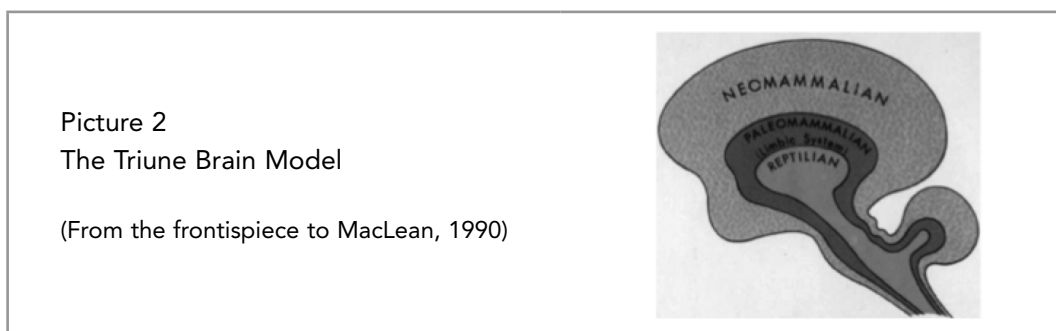 Picture 2
The Triune Brain Model
(From the frontispiece to MacLean, 1990)
NEOMAMMALIAN
PALEOMAMMALIAN
(Limbic System)
REPTILIAN